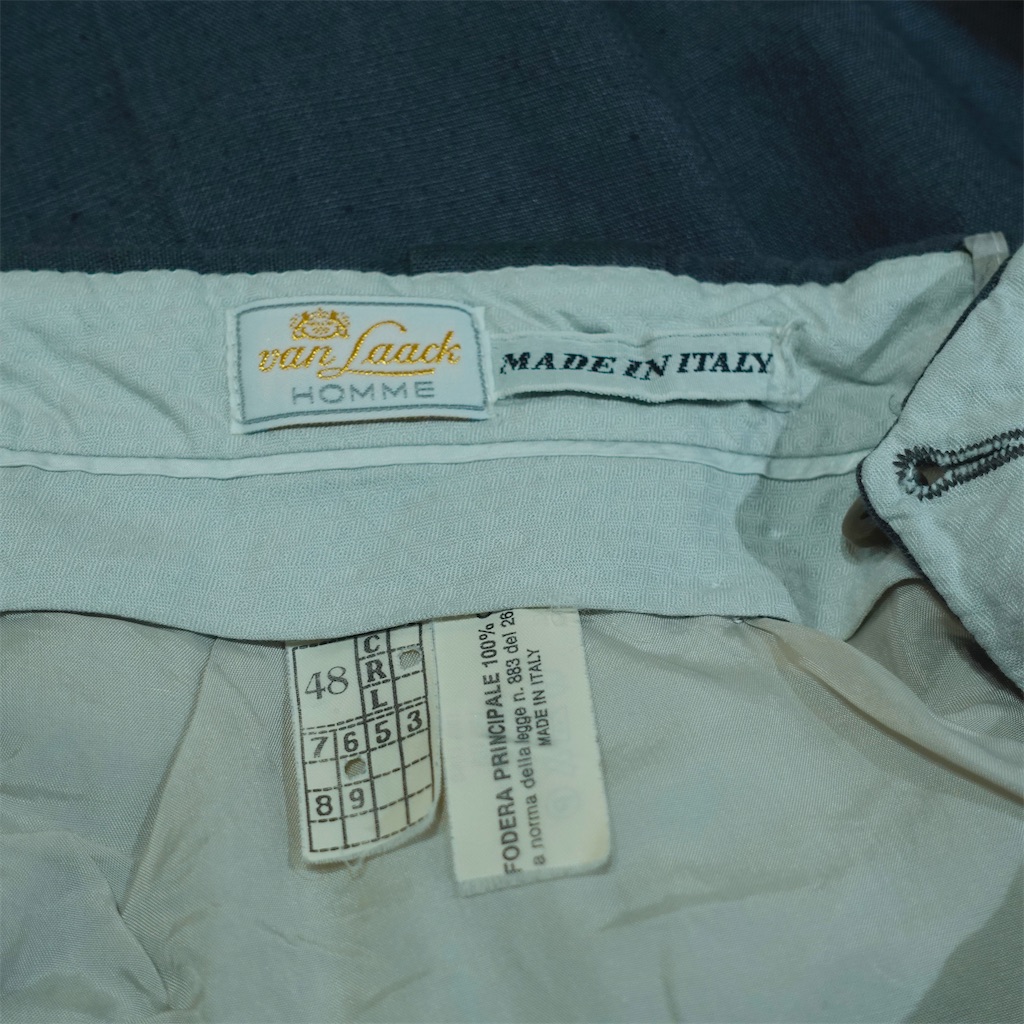 van Laack
HOMME
MADE IN ITALY
48
C
R
L
7 6 5 3
8 9
FODERA PRINCIPALE 100%
a norma della legge n. 883 del 26
MADE IN ITALY